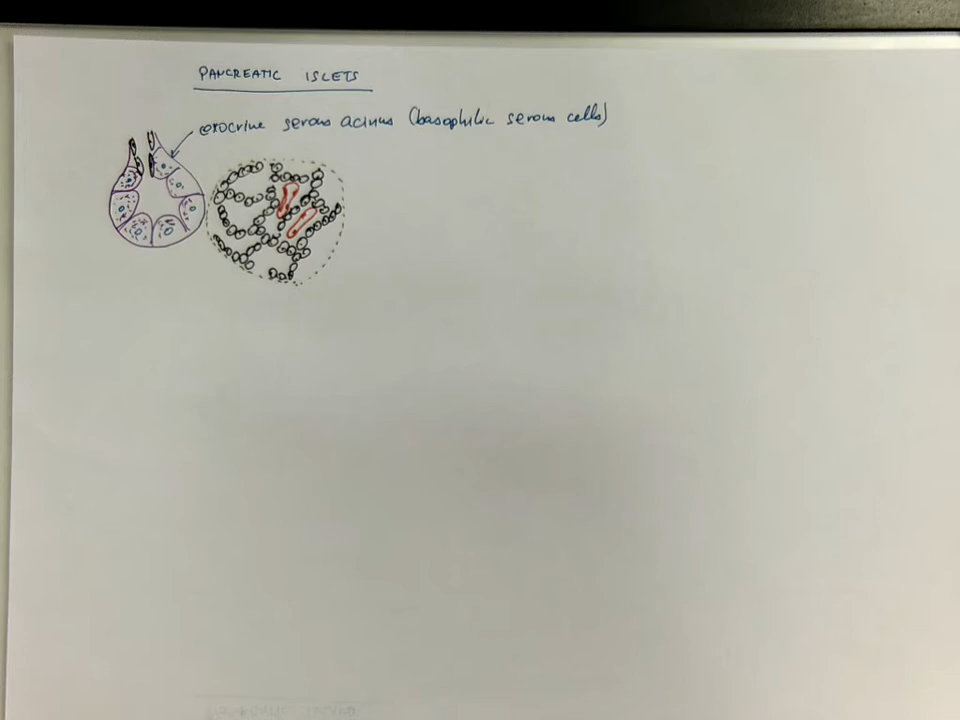 PANCREATIC ISLETS
exocrine serous acinus (basophilic serous cells)